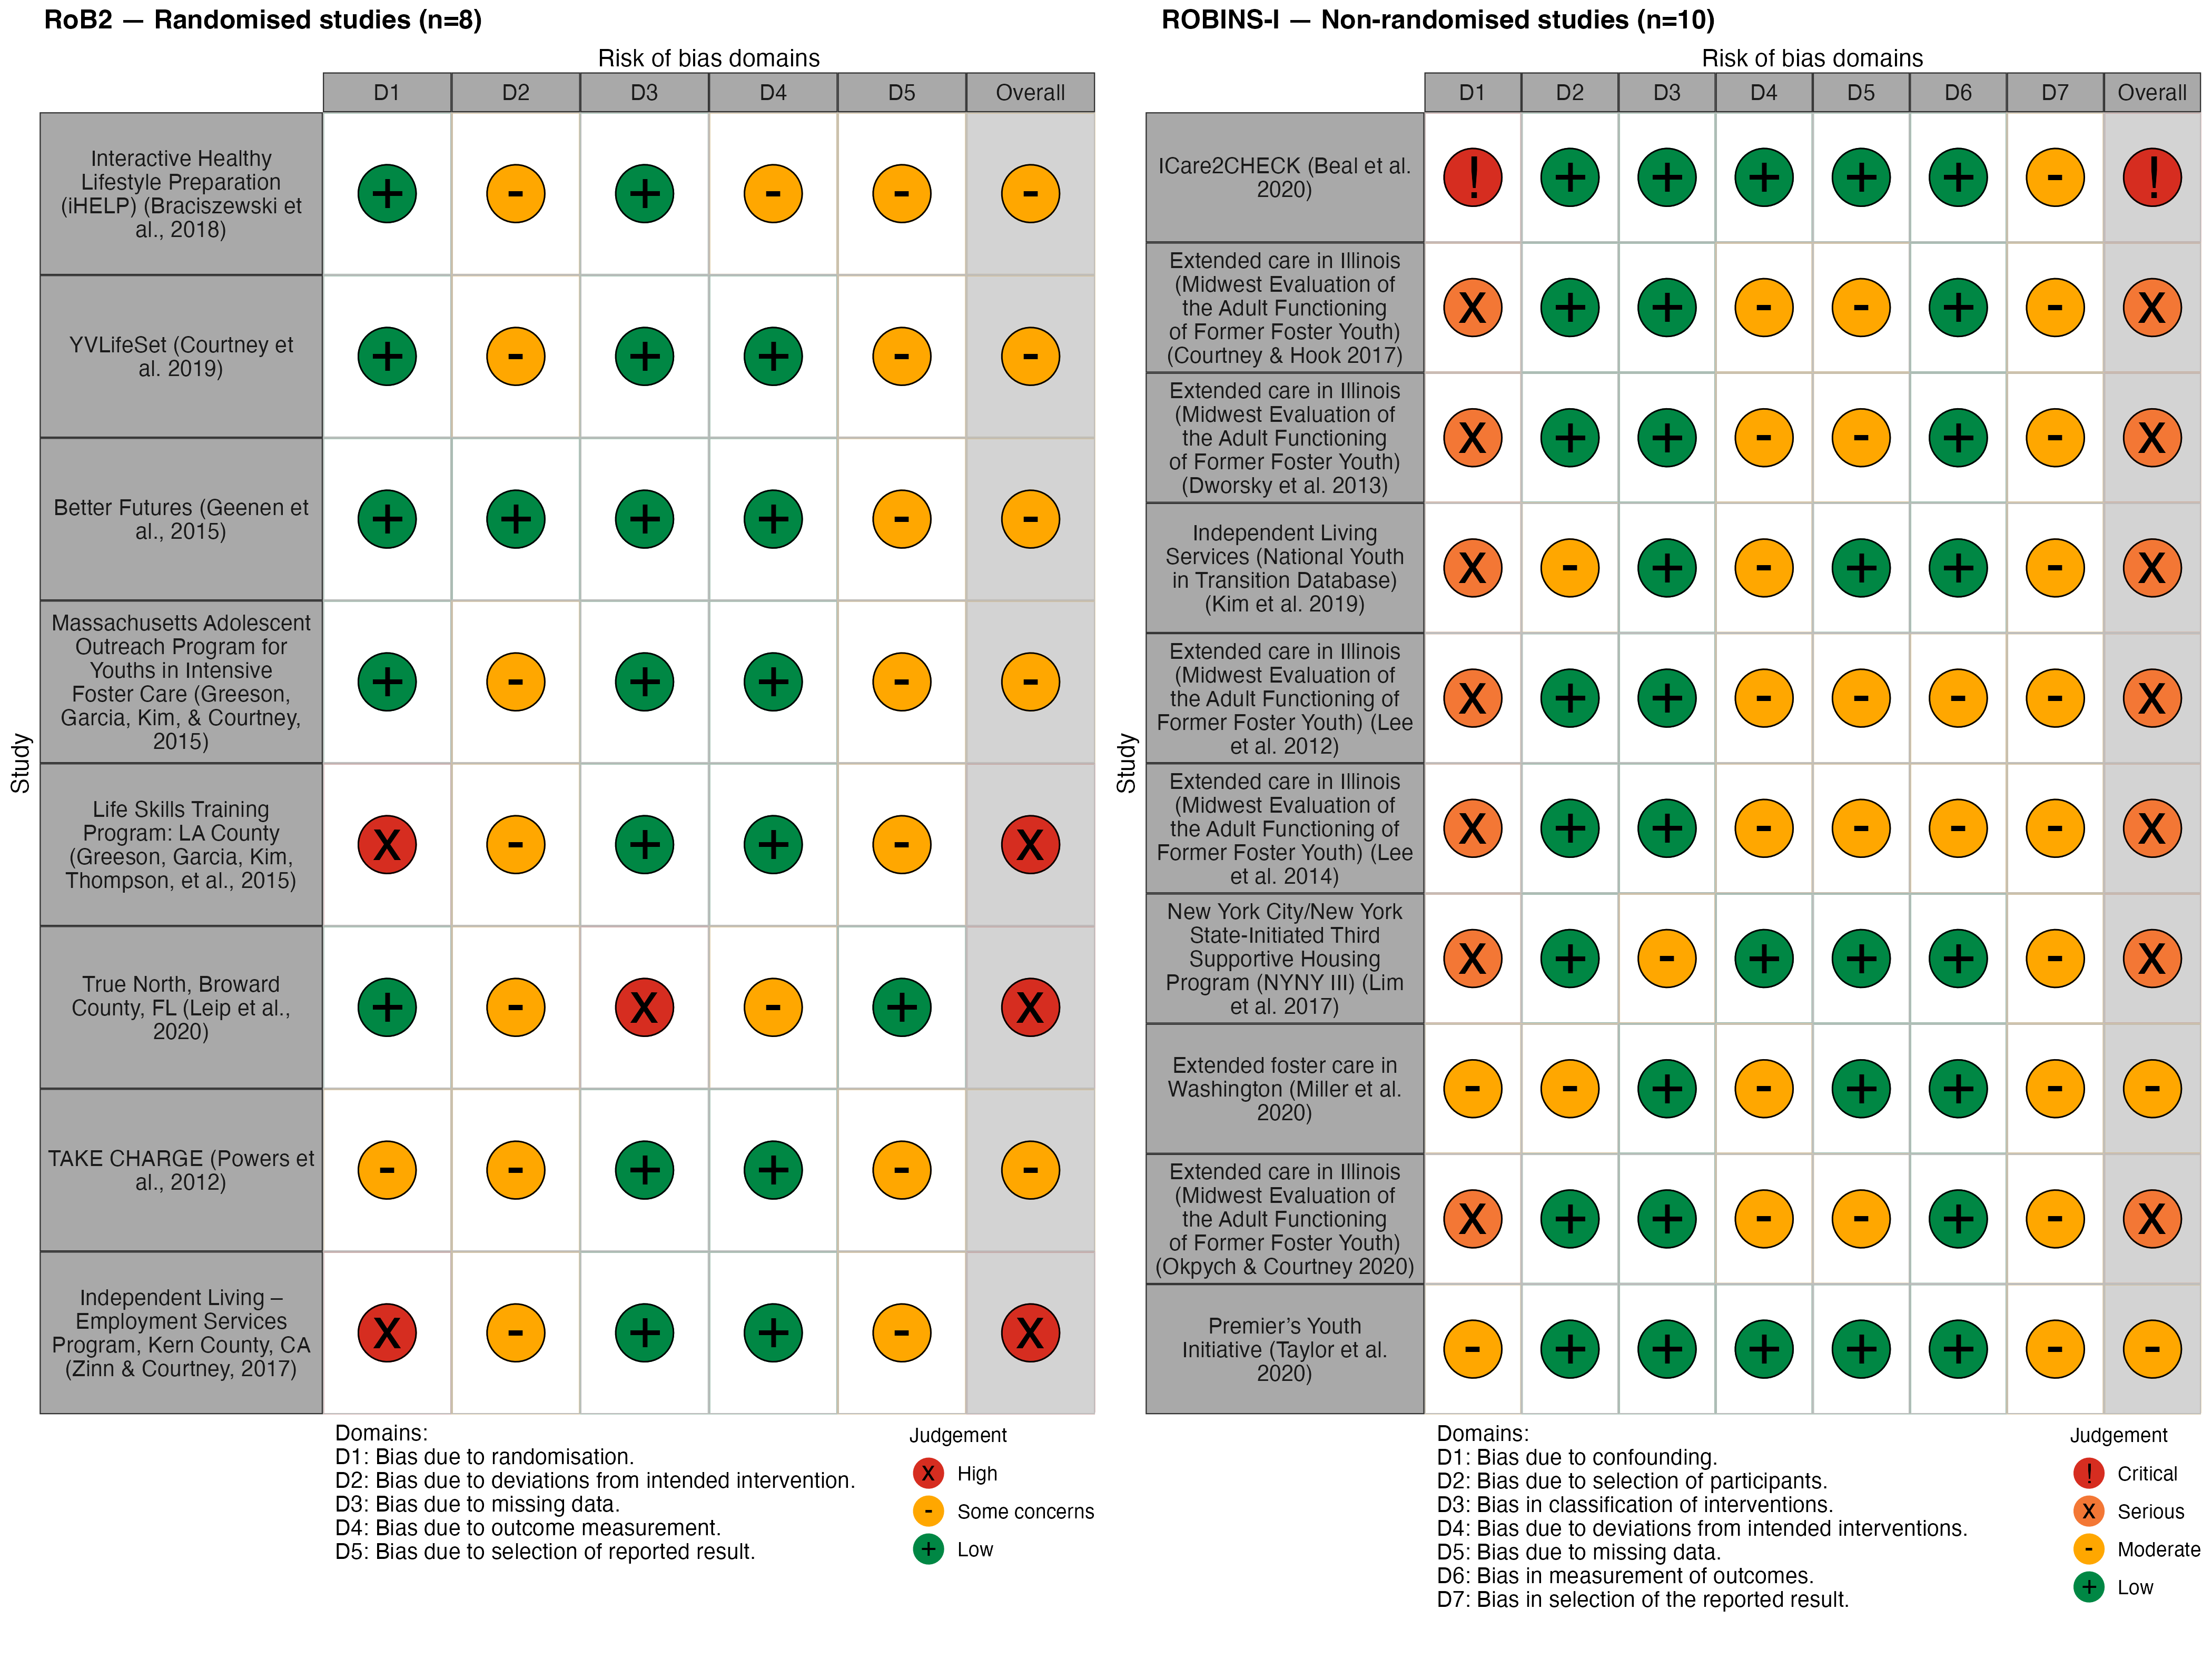 RoB2 — Randomised studies (n=8)
Risk of bias domains
D1 D2 D3 D4 D5 Overall
Study
Interactive Healthy
Lifestyle Preparation
(iHELP) (Braciszewski et
al., 2018)
+ - + - - -
YVLifeSet (Courtney et
al. 2019)
+ - + + - -
Better Futures (Geenen et
al., 2015)
+ + + + - -
Massachusetts Adolescent
Outreach Program for
Youths in Intensive
Foster Care (Greeson,
Garcia, Kim, & Courtney,
2015)
+ - + + - -
Life Skills Training
Program: LA County
(Greeson, Garcia, Kim,
Thompson, et al., 2015)
X - + + - X
True North, Broward
County, FL (Leip et al.,
2020)
+ - X - + X
TAKE CHARGE (Powers et
al., 2012)
- - + + - -
Independent Living –
Employment Services
Program, Kern County, CA
(Zinn & Courtney, 2017)
X - + + - X
Domains:
D1: Bias due to randomisation.
D2: Bias due to deviations from intended intervention.
D3: Bias due to missing data.
D4: Bias due to outcome measurement.
D5: Bias due to selection of reported result.
Judgement
X High
- Some concerns
+ Low
ROBINS-I — Non-randomised studies (n=10)
Risk of bias domains
D1 D2 D3 D4 D5 D6 D7 Overall
Study
ICare2CHECK (Beal et al.
2020)
! + + + + + - !
Extended care in Illinois
(Midwest Evaluation of
the Adult Functioning
of Former Foster Youth)
(Courtney & Hook 2017)
X + + - - + - X
Extended care in Illinois
(Midwest Evaluation of
the Adult Functioning
of Former Foster Youth)
(Dworsky et al. 2013)
X + + - - + - X
Independent Living
Services (National Youth
in Transition Database)
(Kim et al. 2019)
X - + - + + - X
Extended care in Illinois
(Midwest Evaluation of
the Adult Functioning of
Former Foster Youth) (Lee
et al. 2012)
X + + - - - - X
Extended care in Illinois
(Midwest Evaluation of
the Adult Functioning of
Former Foster Youth) (Lee
et al. 2014)
X + + - - - - X
New York City/New York
State-Initiated Third
Supportive Housing
Program (NYNY III) (Lim
et al. 2017)
X + - + + + - X
Extended foster care in
Washington (Miller et al.
2020)
- - + - + + - -
Extended care in Illinois
(Midwest Evaluation of
the Adult Functioning
of Former Foster Youth)
(Okpych & Courtney 2020)
X + + - - + - X
Premier’s Youth
Initiative (Taylor et al.
2020)
- + + + + + - -
Domains:
D1: Bias due to confounding.
D2: Bias due to selection of participants.
D3: Bias in classification of interventions.
D4: Bias due to deviations from intended interventions.
D5: Bias due to missing data.
D6: Bias in measurement of outcomes.
D7: Bias in selection of the reported result.
Judgement
! Critical
X Serious
- Moderate
+ Low